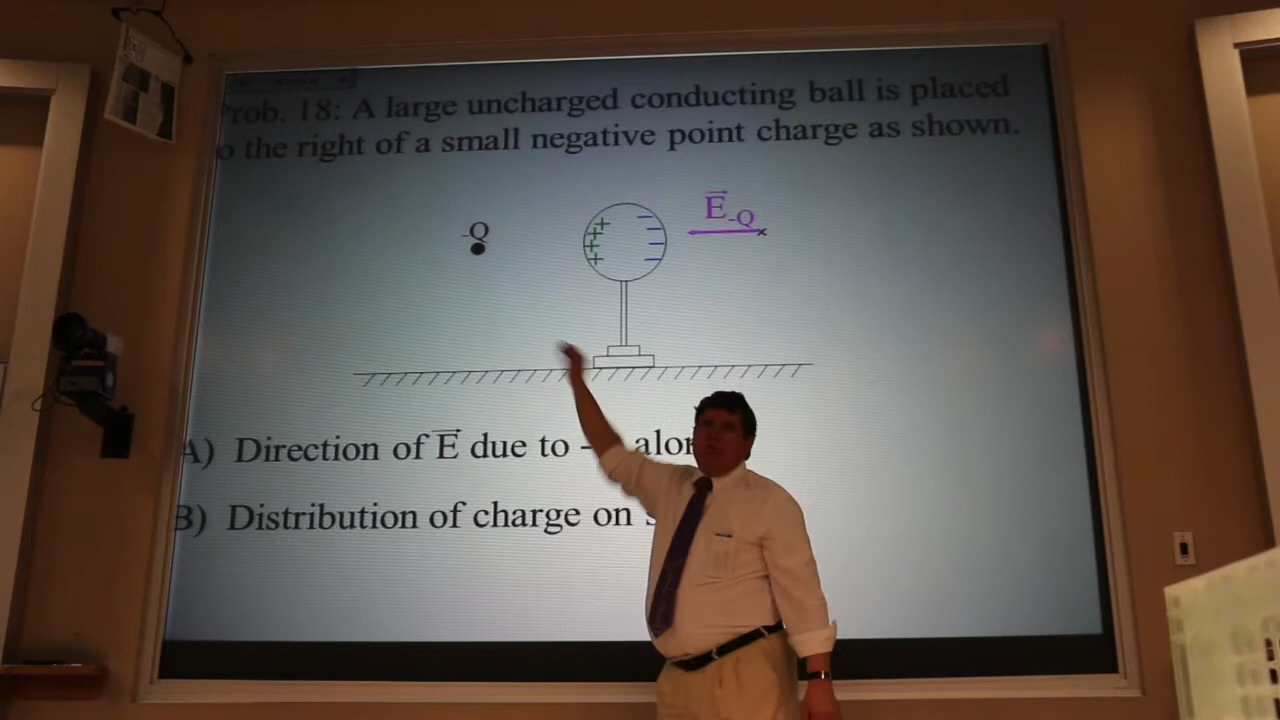 rob. 18: A large uncharged conducting ball is placed
o the right of a small negative point charge as shown.
E-Q
-Q
A) Direction of E due to -
B) Distribution of charge on